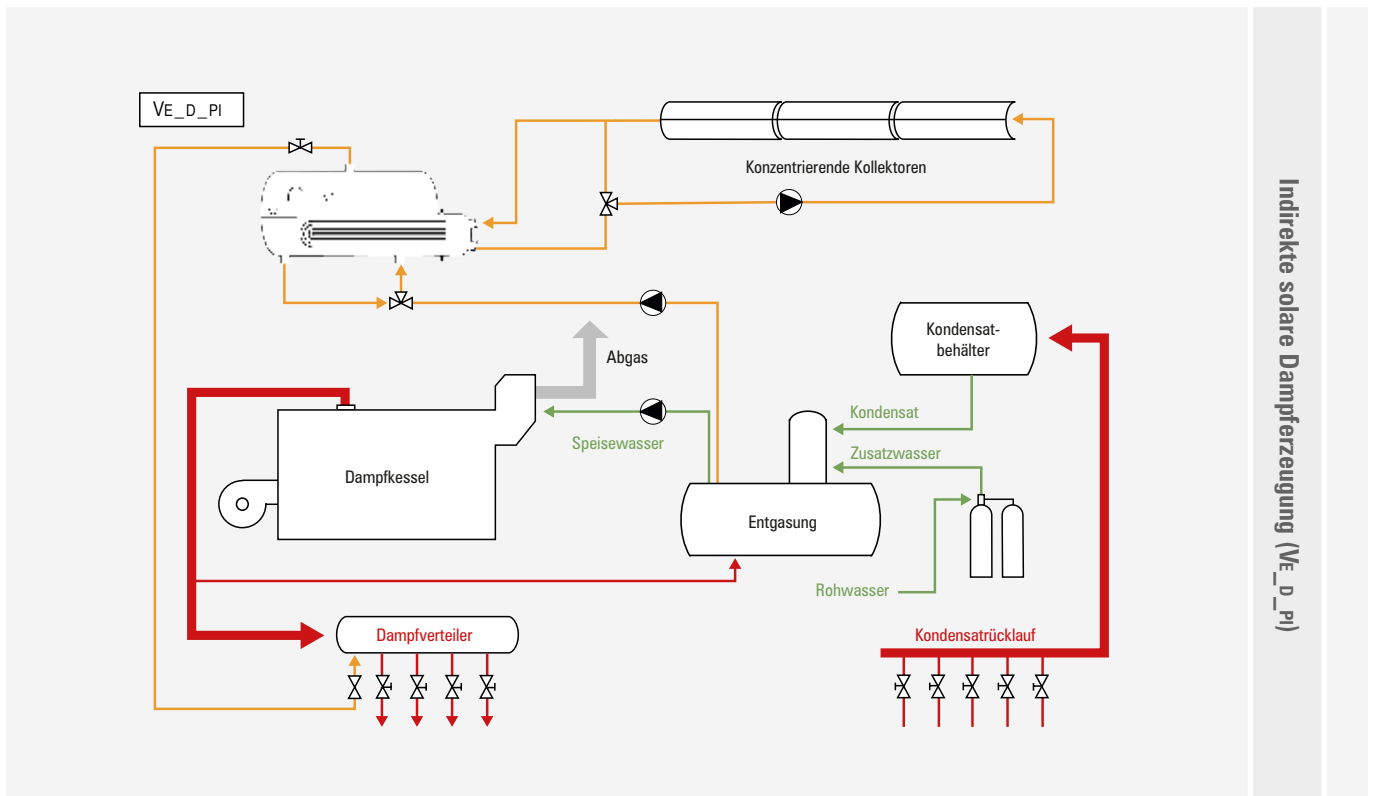 VE_D_PI
Konzentrierende Kollektoren
Kondensat-
behälter
Abgas
Kondensat
Speisewasser
Zusatzwasser
Dampfkessel
Entgasung
Rohwasser
Dampfverteiler
Kondensatrücklauf
Indirekte solare Dampferzeugung (VE_D_PI)